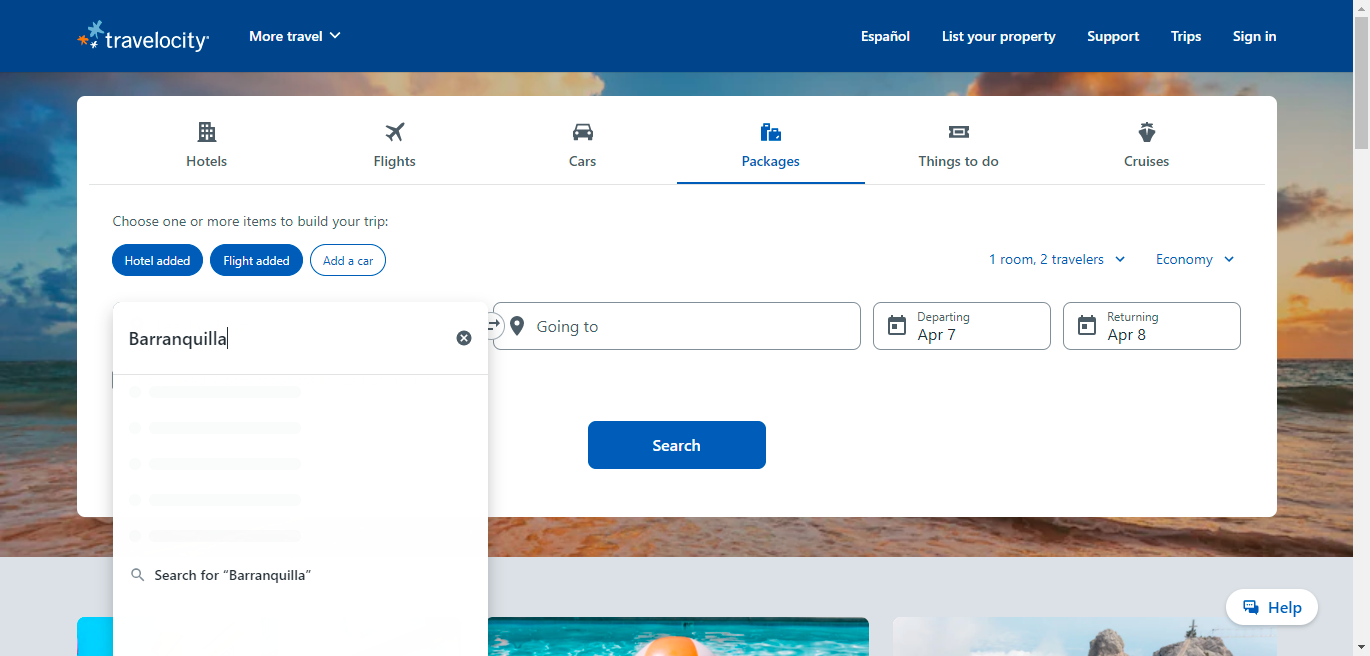 travelocity
More travel
Español
List your property
Support
Trips
Sign in
Hotels
Flights
Cars
Packages
Things to do
Cruises
Choose one or more items to build your trip:
Hotel added
Flight added
Add a car
1 room, 2 travelers
Economy
Barranquilla
Going to
Departing
Apr 7
Returning
Apr 8
Search
Search for “Barranquilla”
Help